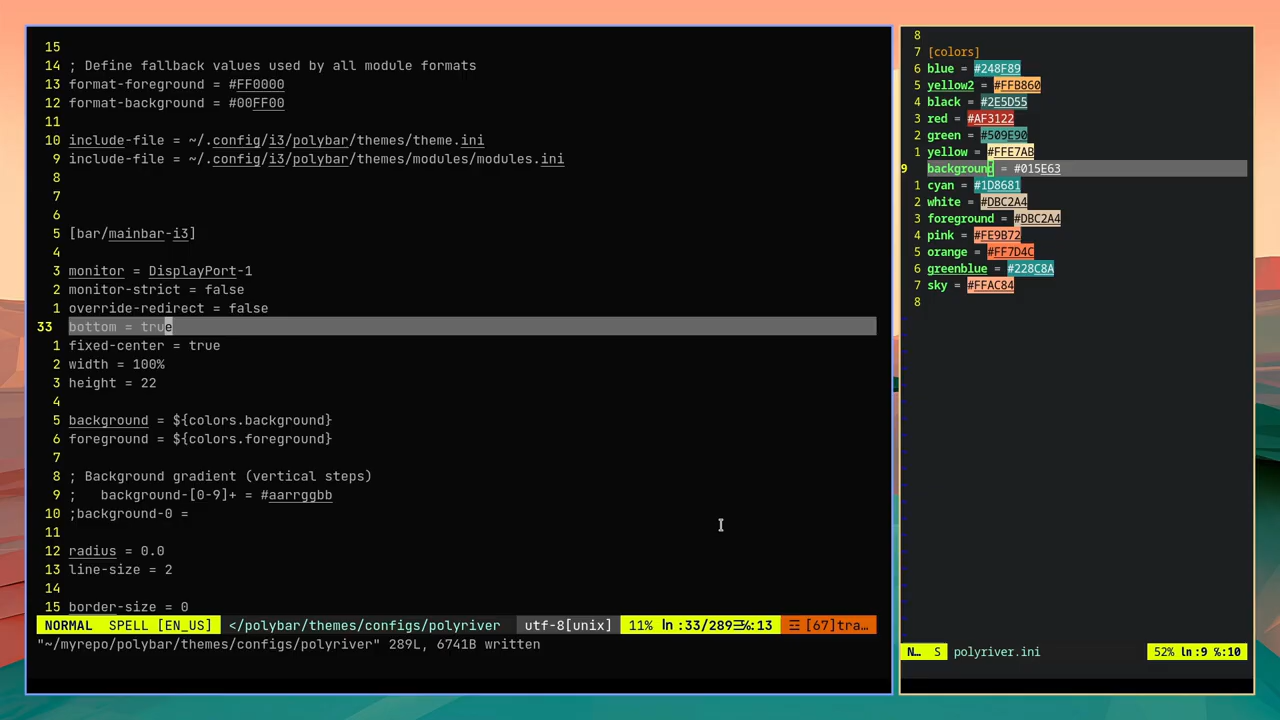 15
14 ; Define fallback values used by all module formats
13 format-foreground = #FF0000
12 format-background = #00FF00
11
10 include-file = ~/.config/i3/polybar/themes/theme.ini
9 include-file = ~/.config/i3/polybar/themes/modules/modules.ini
8
7
6
5 [bar/mainbar-i3]
4
3 monitor = DisplayPort-1
2 monitor-strict = false
1 override-redirect = false
33 bottom = true
1 fixed-center = true
2 width = 100%
3 height = 22
4
5 background = ${colors.background}
6 foreground = ${colors.foreground}
7
8 ; Background gradient (vertical steps)
9 ;   background-[0-9]+ = #aarrggbb
10 ;background-0 =
11
12 radius = 0.0
13 line-size = 2
14
15 border-size = 0
NORMAL SPELL [EN_US] </polybar/themes/configs/polyriver utf-8[unix] 11% ln :33/289☰℅:13 ☲ [67]tra…
"~/myrepo/polybar/themes/configs/polyriver" 289L, 6741B written
8
7 [colors]
6 blue = #248F89
5 yellow2 = #FFB860
4 black = #2E5D55
3 red = #AF3122
2 green = #509E90
1 yellow = #FFE7AB
9 background = #015E63
1 cyan = #1D8681
2 white = #DBC2A4
3 foreground = #DBC2A4
4 pink = #FE9B72
5 orange = #FF7D4C
6 greenblue = #228C8A
7 sky = #FFAC84
8
N… S polyriver.ini 52% ln:9 ℅:10